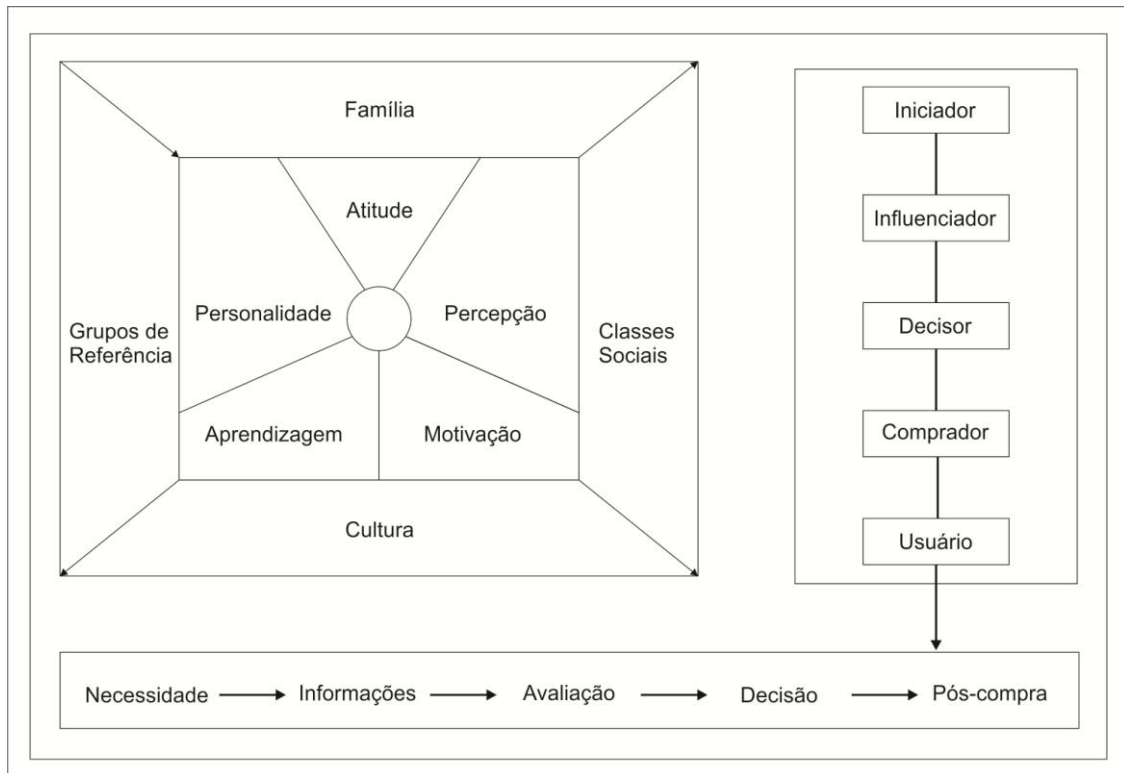 Família
Atitude
Personalidade
Percepção
Grupos de
Referência
Classes
Sociais
Aprendizagem
Motivação
Cultura
Iniciador
Influenciador
Decisor
Comprador
Usuário
Necessidade
Informações
Avaliação
Decisão
Pós-compra